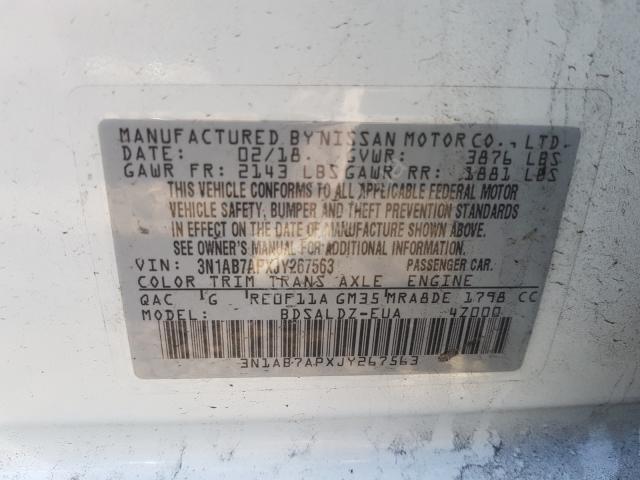 MANUFACTURED BY NISSAN MOTOR CO., LTD.
DATE: 02/18. GVWR: 3876 LBS
GAWR FR: 2143 LBS GAWR RR: 1881 LBS
THIS VEHICLE CONFORMS TO ALL APPLICABLE FEDERAL MOTOR
VEHICLE SAFETY, BUMPER AND THEFT PREVENTION STANDARDS
IN EFFECT ON THE DATE OF MANUFACTURE SHOWN ABOVE.
SEE OWNER'S MANUAL FOR ADDITIONAL INFORMATION.
VIN: 3N1AB7APXJY267563 PASSENGER CAR.
COLOR TRIM TRANS AXLE ENGINE
QAC G RE0F11A GM35 MRA8DE 1798 CC
MODEL: BDSALDZ-EUA 4Z000
3N1AB7APXJY267563